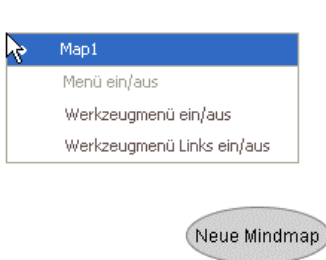 Map1
Menü ein/aus
Werkzeugmenü ein/aus
Werkzeugmenü Links ein/aus
Neue Mindmap